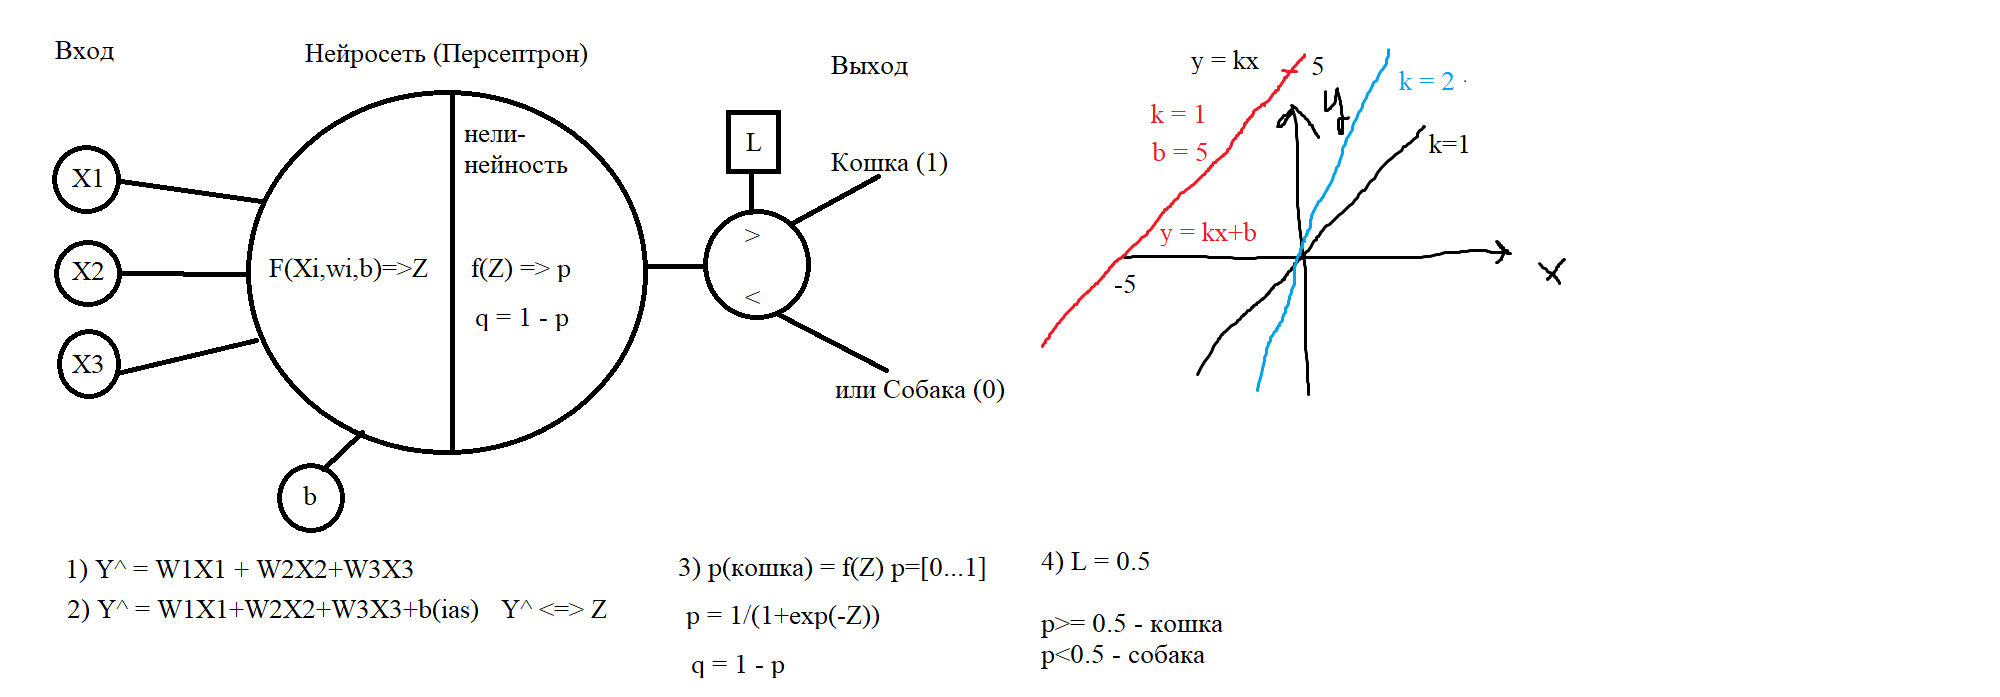 Вход
Нейросеть (Персептрон)
Выход
X1
X2
X3
b
F(Xi,wi,b)=>Z
нели-
нейность
f(Z) => p
q = 1 - p
L
>
<
Кошка (1)
или Собака (0)
y = kx
5
k = 1
b = 5
y = kx+b
-5
y
k = 2
k=1
x
1) Y^ = W1X1 + W2X2+W3X3
2) Y^ = W1X1+W2X2+W3X3+b(ias) Y^ <=> Z
3) p(кошка) = f(Z) p=[0...1]
p = 1/(1+exp(-Z))
q = 1 - p
4) L = 0.5
p>= 0.5 - кошка
p<0.5 - собака